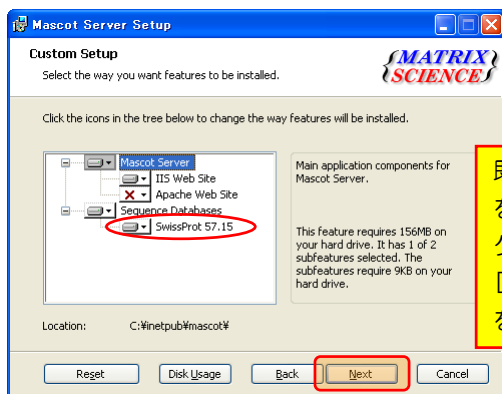 Mascot Server Setup
Custom Setup
Select the way you want features to be installed.
{MATRIX}
{SCIENCE}
Click the icons in the tree below to change the way features will be installed.
Mascot Server
IIS Web Site
Apache Web Site
Sequence Databases
SwissProt 57.15
Main application components for
Mascot Server.
This feature requires 156MB on
your hard drive. It has 1 of 2
subfeatures selected. The
subfeatures require 9KB on your
hard drive.
Location: C:¥inetpub¥mascot¥
Reset Disk Usage Back Next Cancel
を
を